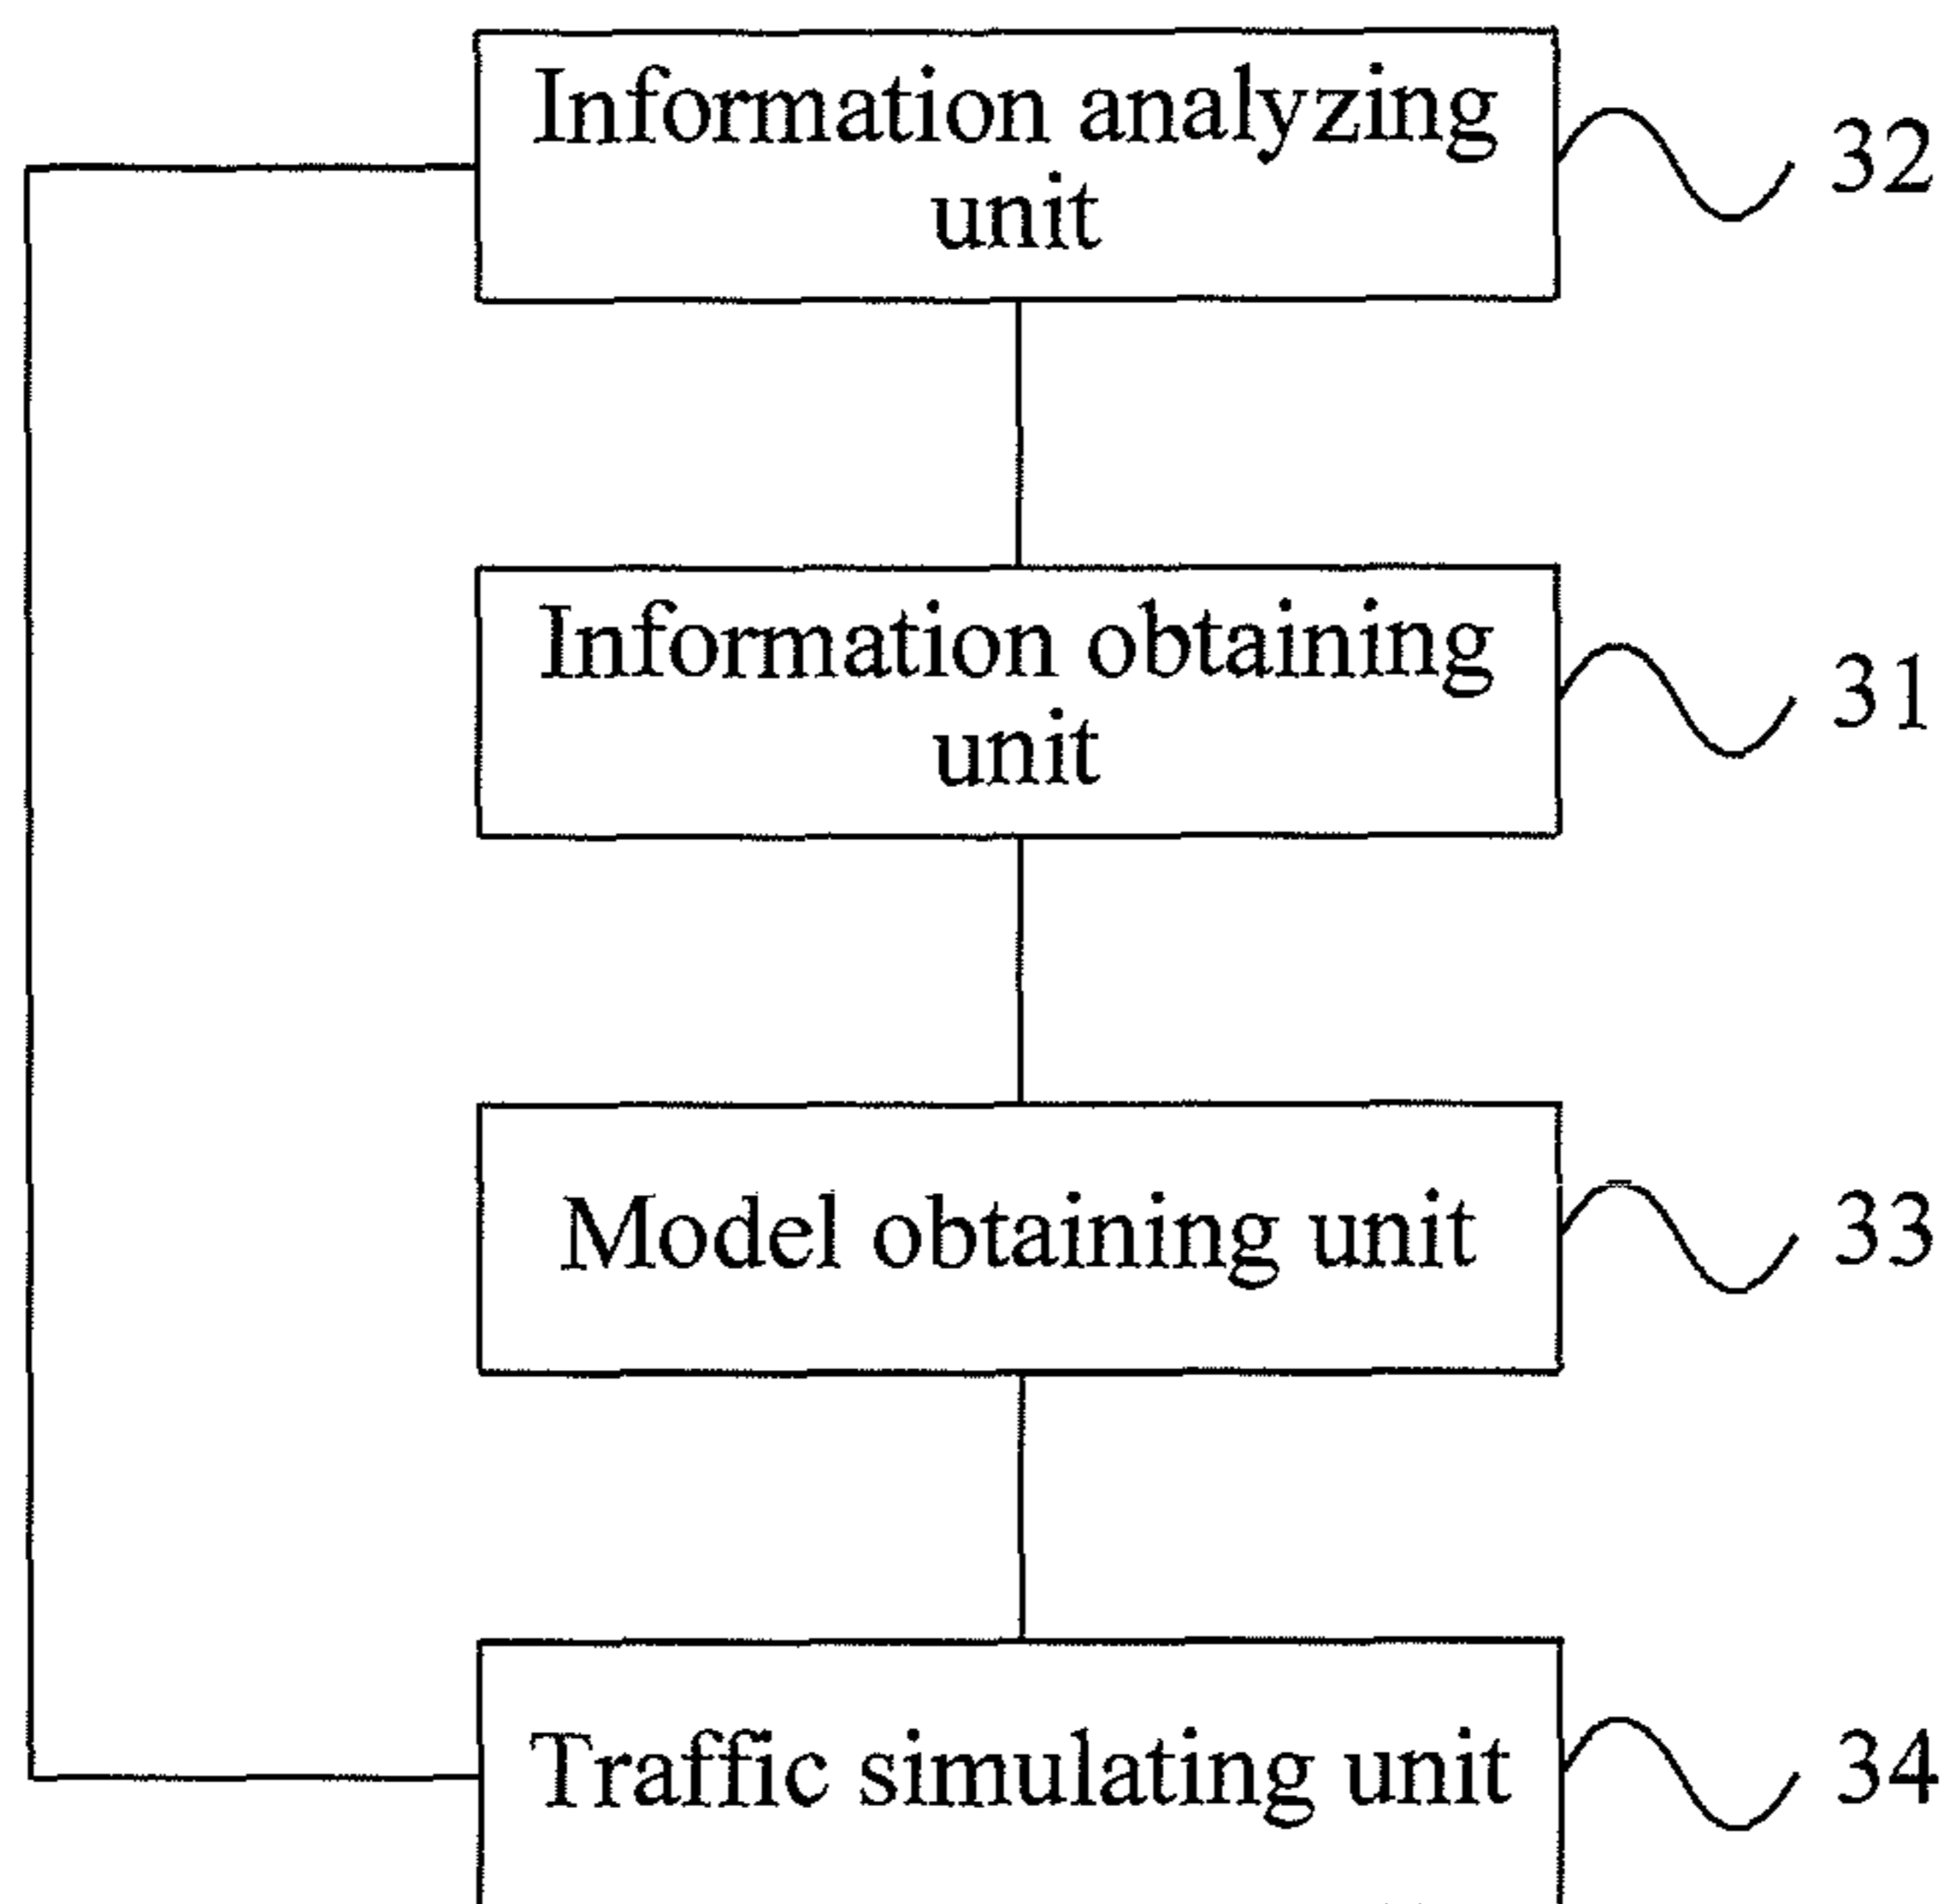 Information analyzing
unit
32
Information obtaining
unit
31
Model obtaining unit
33
Traffic simulating unit
34